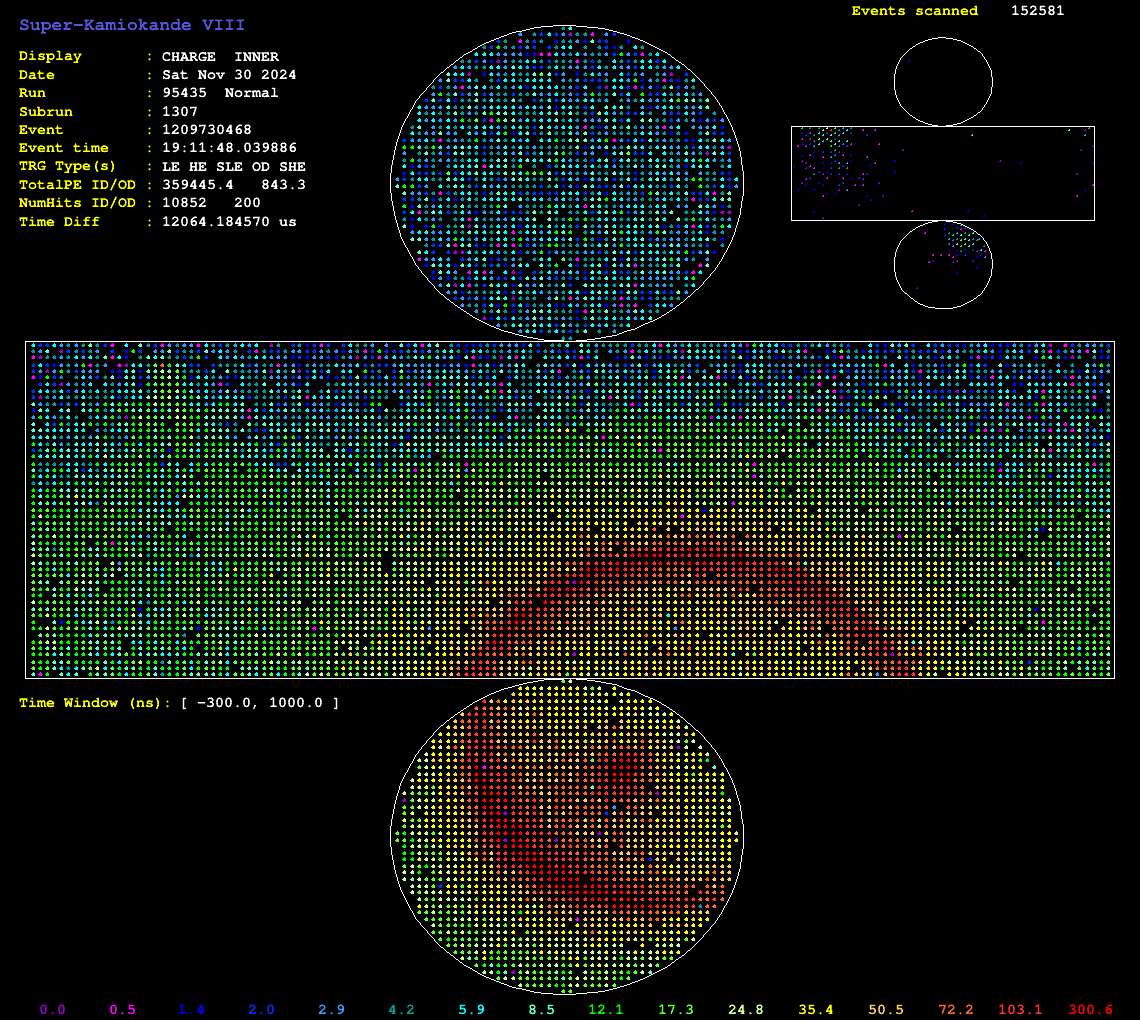 Super-Kamiokande VIII
Events scanned 152581
Display : CHARGE INNER
Date : Sat Nov 30 2024
Run : 95435 Normal
Subrun : 1307
Event : 1209730468
Event time : 19:11:48.039886
TRG Type(s) : LE HE SLE OD SHE
TotalPE ID/OD : 359445.4 843.3
NumHits ID/OD : 10852 200
Time Diff : 12064.184570 us
Time Window (ns): [ -300.0, 1000.0 ]
0.0 0.5 1.4 2.0 2.9 4.2 5.9 8.5 12.1 17.3 24.8 35.4 50.5 72.2 103.1 300.6